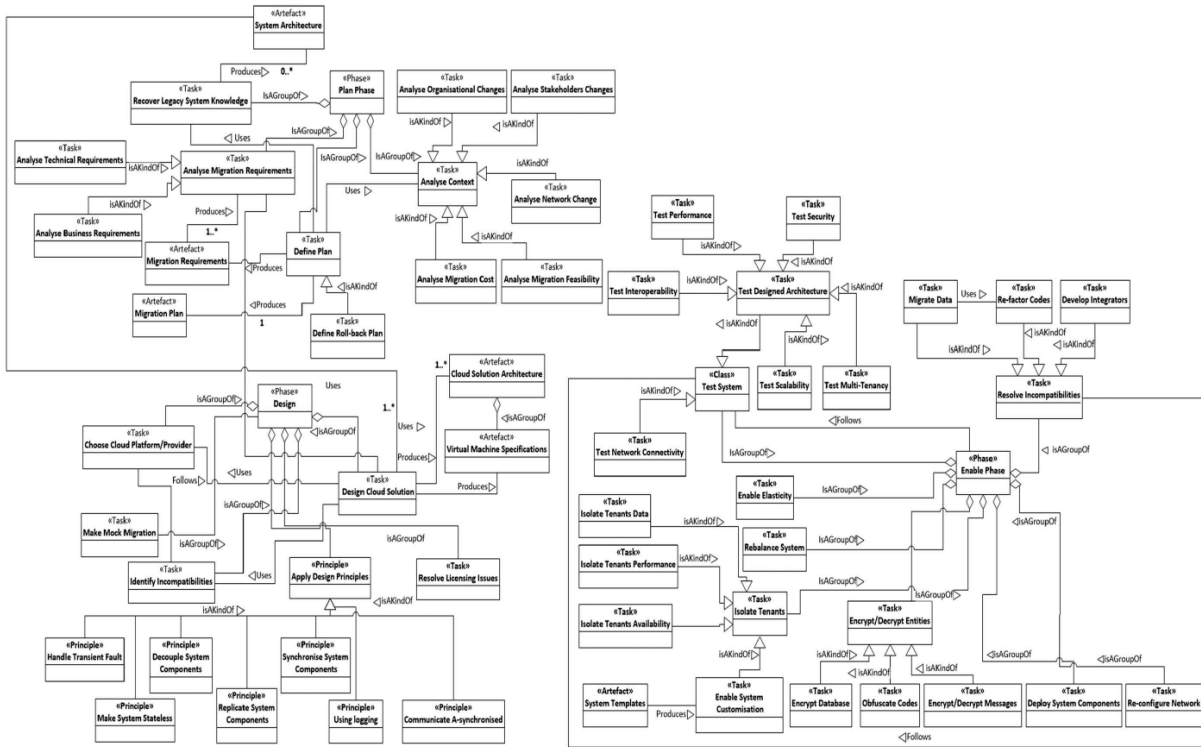 «Artefact»
System Architecture
Produces▷ 0..*
«Task»
Recover Legacy System Knowledge
IsAGroupOf
«Phase»
Plan Phase
«Task»
Analyse Organisational Changes
«Task»
Analyse Stakeholders Changes
isAKindOf
◁ isAKindOf
IsAGroupOf
◁ Uses
◁isAGroupOf
IsAGroupOf▷
«Task»
Analyse Technical Requirements
isAKindOf
«Task»
Analyse Migration Requirements
«Task»
Analyse Context
isAKindOf
«Task»
Analyse Network Change
Uses ▷
isAKindOf▷
Produces▷
1..*
«Task»
Analyse Business Requirements
«Artefact»
Migration Requirements
«Task»
Define Plan
◁Produces
isAKindOf▷
◁ isAKindOf
«Task»
Analyse Migration Cost
«Task»
Analyse Migration Feasibility
◁isAKindOf
«Artefact»
Migration Plan
◁Produces
1
«Task»
Define Roll-back Plan
«Task»
Test Performance
«Task»
Test Security
isAKindOf▷
◁ isAKindOf
«Task»
Test Interoperability
isAKindOf▷
«Task»
Test Designed Architecture
◁ isAKindOf
◁ isAKindOf
◁isAKindOf
«Task»
Test Scalability
«Task»
Test Multi-Tenancy
«Task»
Migrate Data
Uses ▷
«Task»
Re-factor Codes
«Task»
Develop Integrators
isAKindOf▷
◁isAKindOf
◁ isAKindOf
«Task»
Resolve Incompatibilities
«Class»
Test System
isAKindOf▷
«Task»
Test Network Connectivity
◁Follows
IsAGroupOf▷
◁ isAGroupOf
«Phase»
Enable Phase
«Artefact»
Cloud Solution Architecture
1..*
◁isAGroupOf
«Artefact»
Virtual Machine Specifications
Produces▷
Produces▷
Uses
isAGroupOf▷
«Phase»
Design
1..*
Uses ▷
◁isAGroupOf
«Task»
Choose Cloud Platform/Provider
Follows▷
◁Uses
«Task»
Design Cloud Solution
isAGroupOf▷
«Task»
Make Mock Migration
isAGroupOf▷
«Task»
Identify Incompatibilities
◁Uses
«Principle»
Apply Design Principles
◁isAGroupOf
«Task»
Resolve Licensing Issues
isAKindOf▷
◁isAKindOf
«Principle»
Handle Transient Fault
«Principle»
Decouple System
Components
«Principle»
Synchronise System
Components
«Principle»
Make System Stateless
«Principle»
Replicate System
Components
«Principle»
Using logging
«Principle»
Communicate A-synchronised
«Task»
Enable Elasticity
isAGroupOf▷
IsAGroupOf▷
«Task»
Rebalance System
◁isAGroupOf
«Task»
Isolate Tenants Data
isAKindOf▷
«Task»
Isolate Tenants Performance
isAKindOf▷
«Task»
Isolate Tenants
IsAGroupOf▷
«Task»
Isolate Tenants Availability
isAKindOf▷
◁isAKindOf
«Task»
Encrypt/Decrypt Entities
IsAGroupOf▷
◁isAGroupOf
isAKindOf▷
◁isAKindOf
◁isAKindOf
«Artefact»
System Templates
Produces▷
«Task»
Enable System
Customisation
«Task»
Encrypt Database
«Task»
Obfuscate Codes
«Task»
Encrypt/Decrypt Messages
«Task»
Deploy System Components
«Task»
Re-configure Network
◁Follows